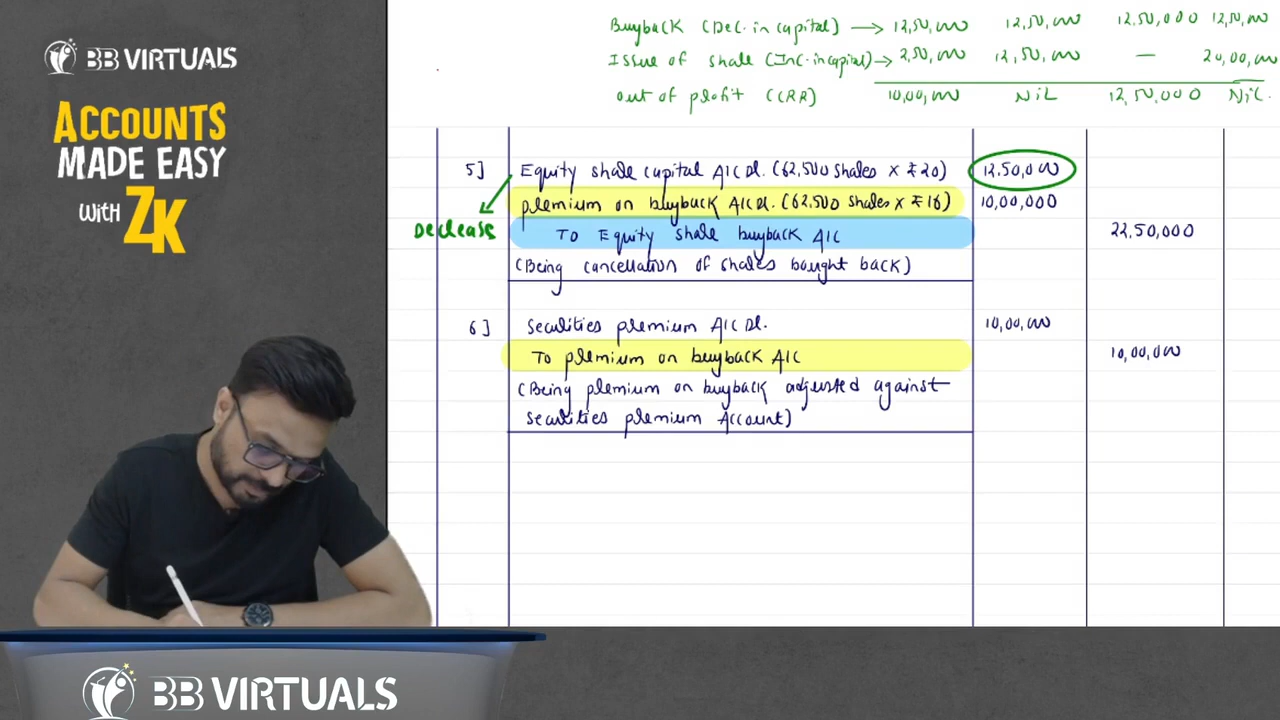 BB VIRTUALS
ACCOUNTS
MADE EASY
WITH ZK
Buyback (Dec. in capital) → 12,50,000 12,50,000 12,50,000 12,50,000
Issue of share (Inc. in capital) → 2,50,000 12,50,000 — 20,00,000
out of profit (CRR) 10,00,000 NiL 12,50,000 NiL.
5] Equity share capital A/C Dr. (62,500 shares x ₹20) 12,50,000
Decrease
premium on buyback A/C Dr. (62,500 shares x ₹16) 10,00,000
To Equity share buyback A/C 22,50,000
(Being cancellation of shares bought back)
6] Securities premium A/C Dr. 10,00,000
To premium on buyback A/C 10,00,000
(Being premium on buyback adjusted against
securities premium Account)
BB VIRTUALS